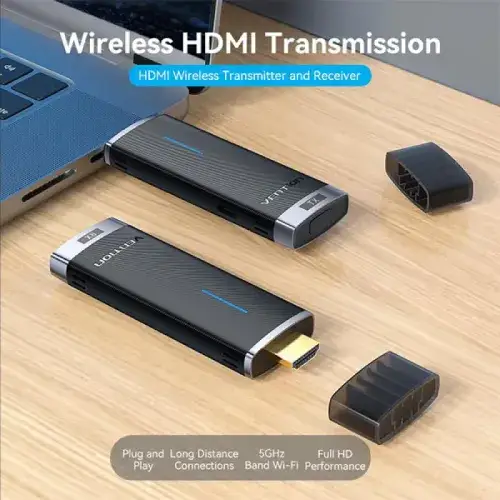 Wireless HDMI Transmission
HDMI Wireless Transmitter and Receiver
VENTION
TX
RX
VENTION
Plug and Play
Long Distance Connections
5GHz Band Wi-Fi
Full HD Performance